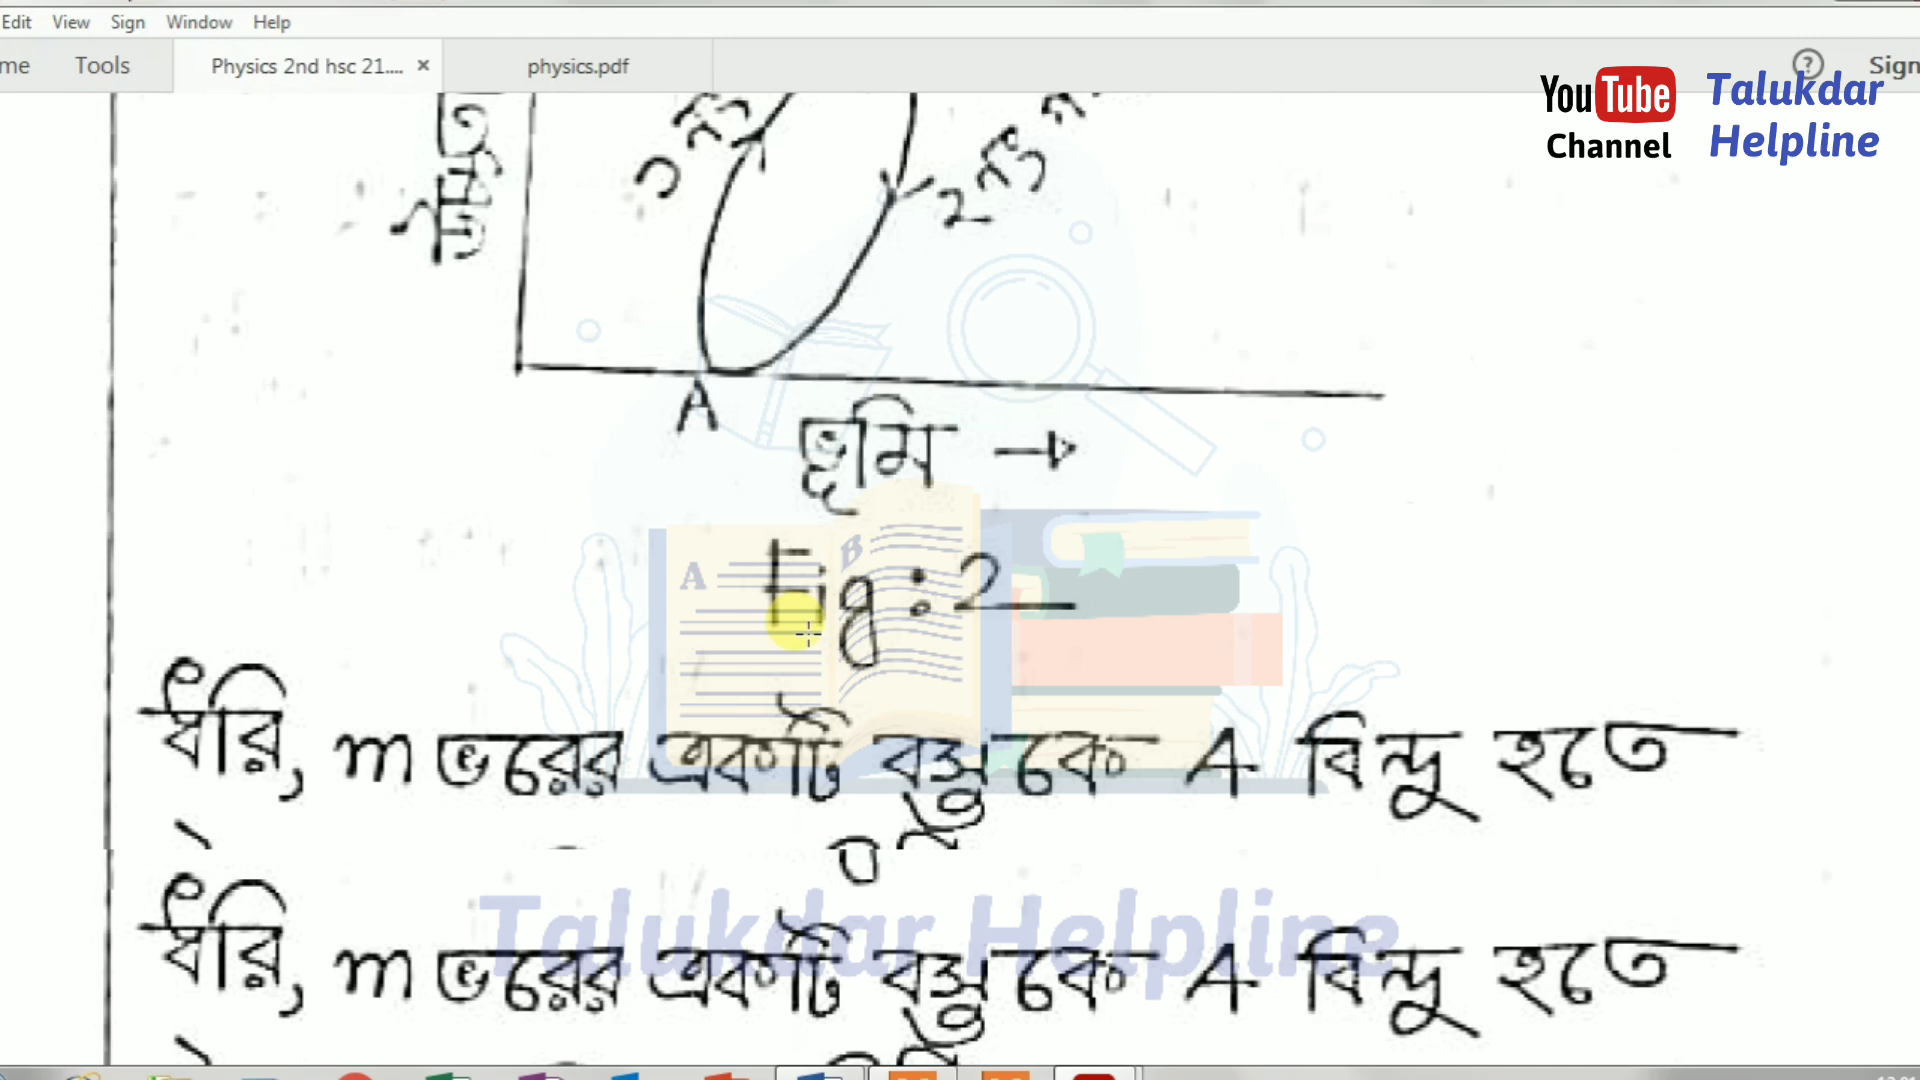 Edit View Sign Window Help
me Tools Physics 2nd hsc 21.... × physics.pdf ? Sign
YouTube Channel
Talukdar Helpline
A
ভূমি →
Fig : 2
A B
ধরি, m ভরের একটি বস্তুকে A বিন্দু হতে
Talukdar Helpline
ধরি, m ভরের একটি বস্তুকে A বিন্দু হতে